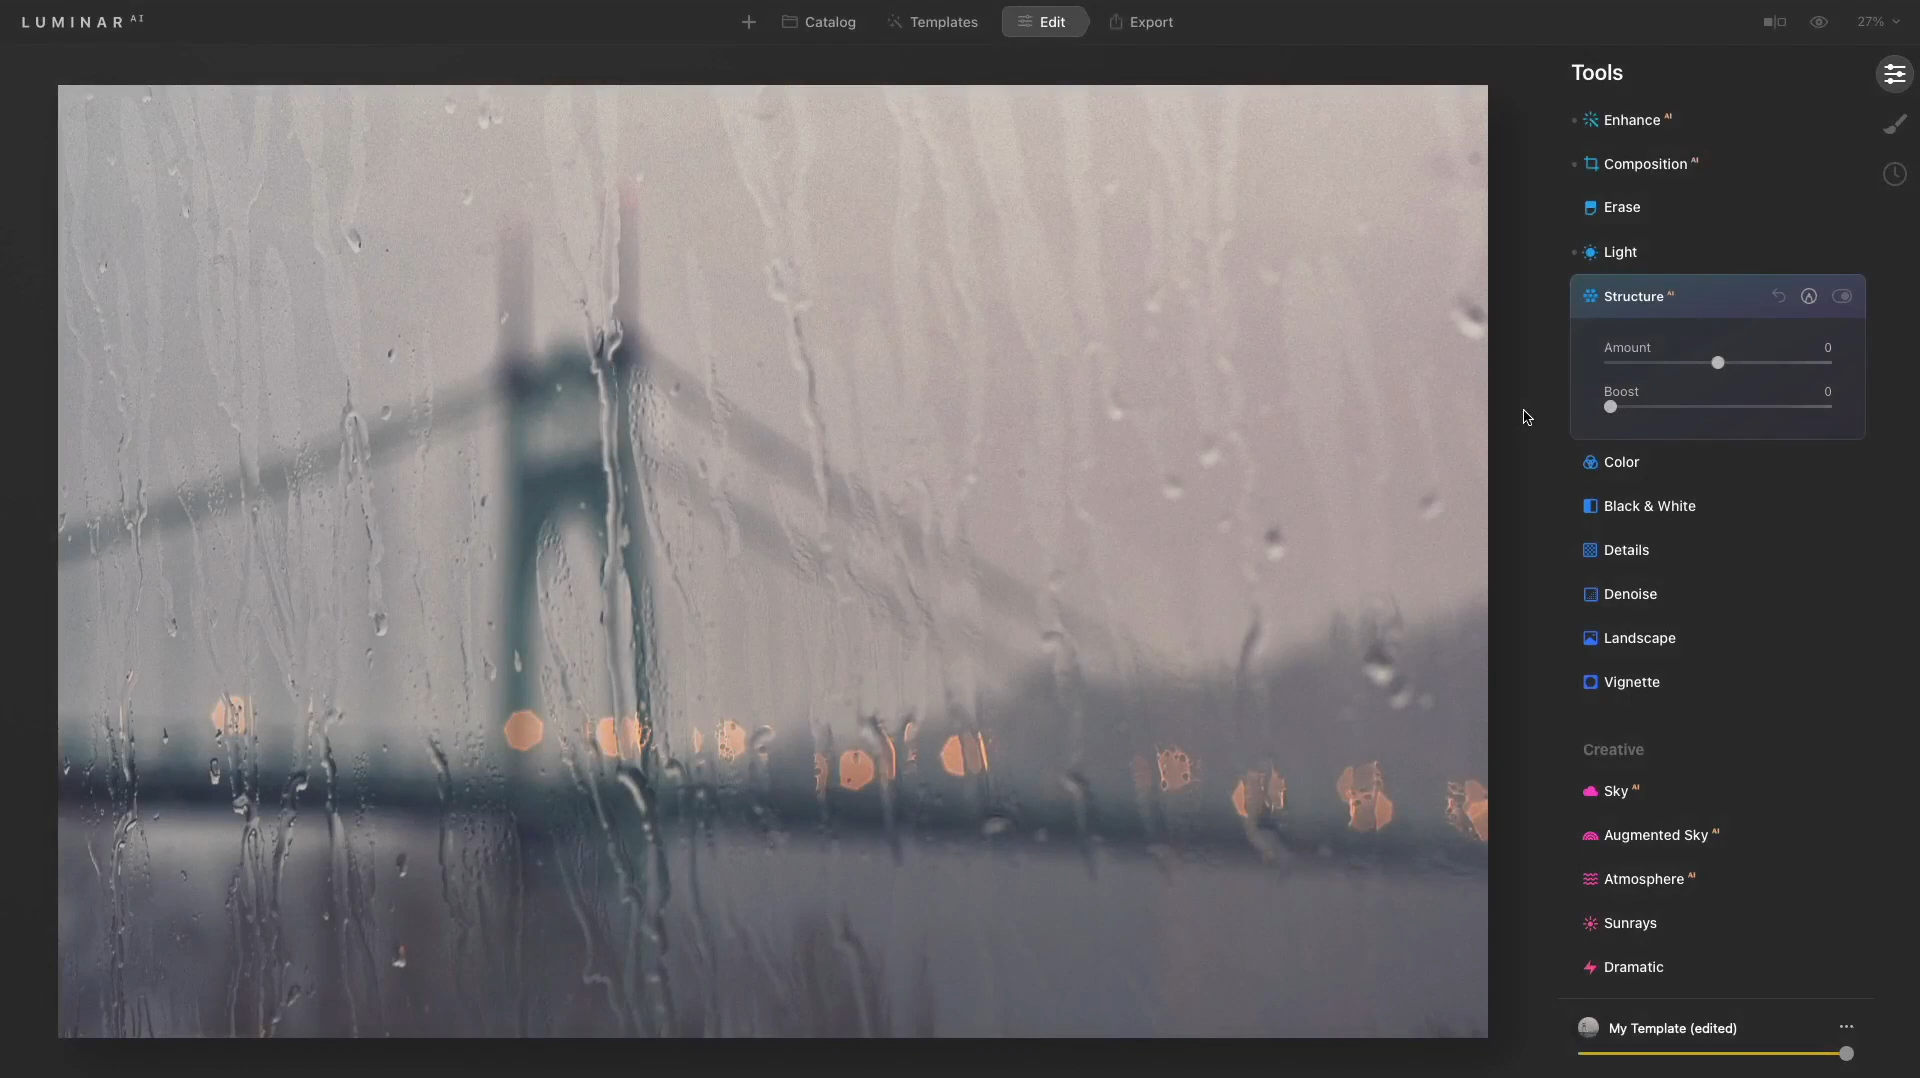 LUMINAR AI
Catalog
Templates
Edit
Export
27%
Tools
Enhance AI
Composition AI
Erase
Light
Structure AI
Amount 0
Boost 0
Color
Black & White
Details
Denoise
Landscape
Vignette
Creative
Sky AI
Augmented Sky AI
Atmosphere AI
Sunrays
Dramatic
My Template (edited)